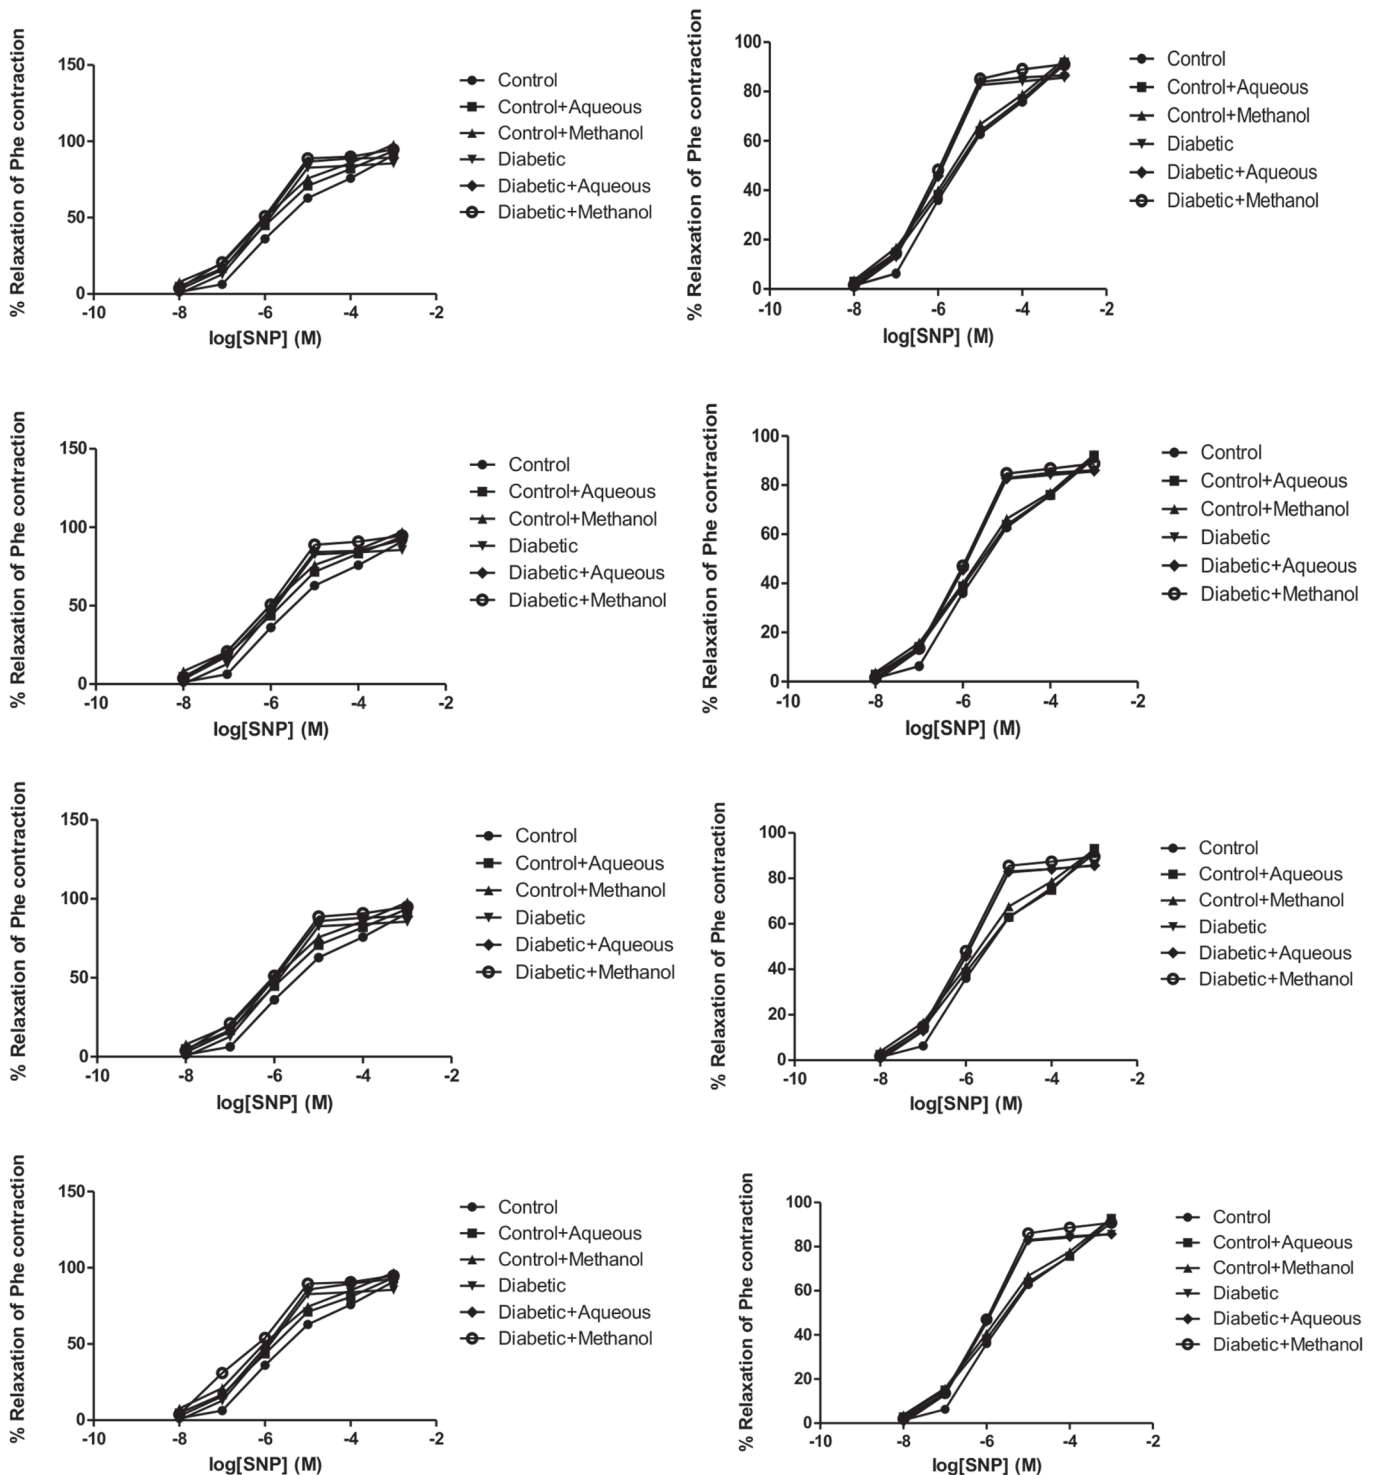 % Relaxation of Phe contraction
150
100
50
0
-10
-8
-6
-4
-2
log[SNP] (M)
Control
Control+Aqueous
Control+Methanol
Diabetic
Diabetic+Aqueous
Diabetic+Methanol
% Relaxation of Phe contraction
100
80
60
40
20
0
-10
-8
-6
-4
-2
log[SNP] (M)
Control
Control+Aqueous
Control+Methanol
Diabetic
Diabetic+Aqueous
Diabetic+Methanol
% Relaxation of Phe contraction
150
100
50
0
-10
-8
-6
-4
-2
log[SNP] (M)
Control
Control+Aqueous
Control+Methanol
Diabetic
Diabetic+Aqueous
Diabetic+Methanol
% Relaxation of Phe contraction
100
80
60
40
20
0
-10
-8
-6
-4
-2
log[SNP] (M)
Control
Control+Aqueous
Control+Methanol
Diabetic
Diabetic+Aqueous
Diabetic+Methanol
% Relaxation of Phe contraction
150
100
50
0
-10
-8
-6
-4
-2
log[SNP] (M)
Control
Control+Aqueous
Control+Methanol
Diabetic
Diabetic+Aqueous
Diabetic+Methanol
% Relaxation of Phe contraction
100
80
60
40
20
0
-10
-8
-6
-4
-2
log[SNP] (M)
Control
Control+Aqueous
Control+Methanol
Diabetic
Diabetic+Aqueous
Diabetic+Methanol
% Relaxation of Phe contraction
150
100
50
0
-10
-8
-6
-4
-2
log[SNP] (M)
Control
Control+Aqueous
Control+Methanol
Diabetic
Diabetic+Aqueous
Diabetic+Methanol
% Relaxation of Phe contraction
100
80
60
40
20
0
-10
-8
-6
-4
-2
log[SNP] (M)
Control
Control+Aqueous
Control+Methanol
Diabetic
Diabetic+Aqueous
Diabetic+Methanol